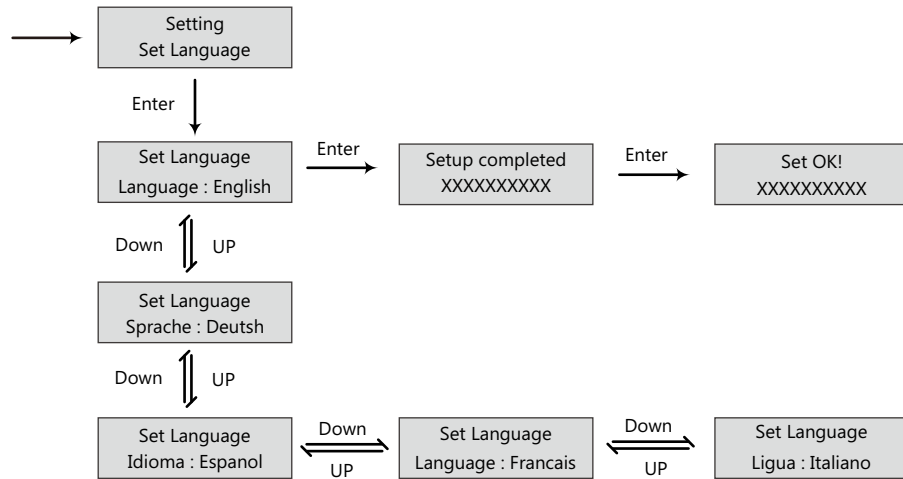 Setting
Set Language
Enter
Set Language
Language : English
Enter
Setup completed
XXXXXXXXXX
Enter
Set OK!
XXXXXXXXXX
Down
UP
Set Language
Sprache : Deutsh
Down
UP
Set Language
Idioma : Espanol
Down
UP
Set Language
Language : Francais
Down
UP
Set Language
Ligua : Italiano